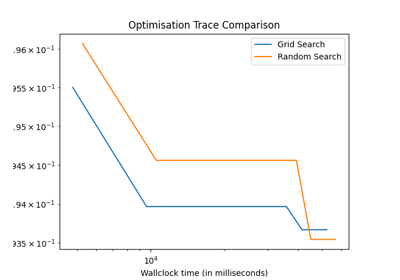 Optimisation Trace Comparison
Grid Search
Random Search
.96 × 10⁻¹
955 × 10⁻¹
.95 × 10⁻¹
945 × 10⁻¹
.94 × 10⁻¹
935 × 10⁻¹
10⁴
Wallclock time (in milliseconds)